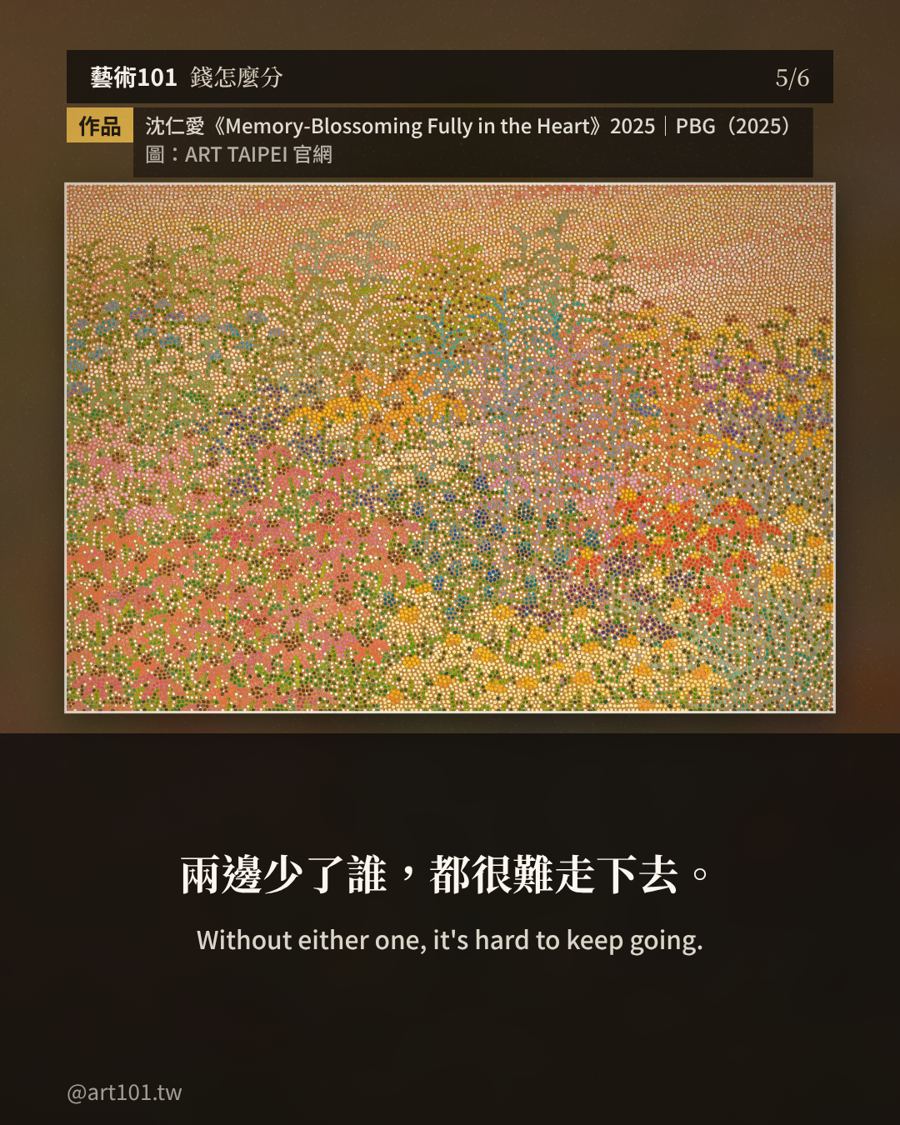 藝術101 錢怎麼分 5/6
作品 沈仁愛《Memory-Blossoming Fully in the Heart》2025｜PBG（2025）
圖：ART TAIPEI 官網
兩邊少了誰，都很難走下去。
Without either one, it's hard to keep going.
@art101.tw